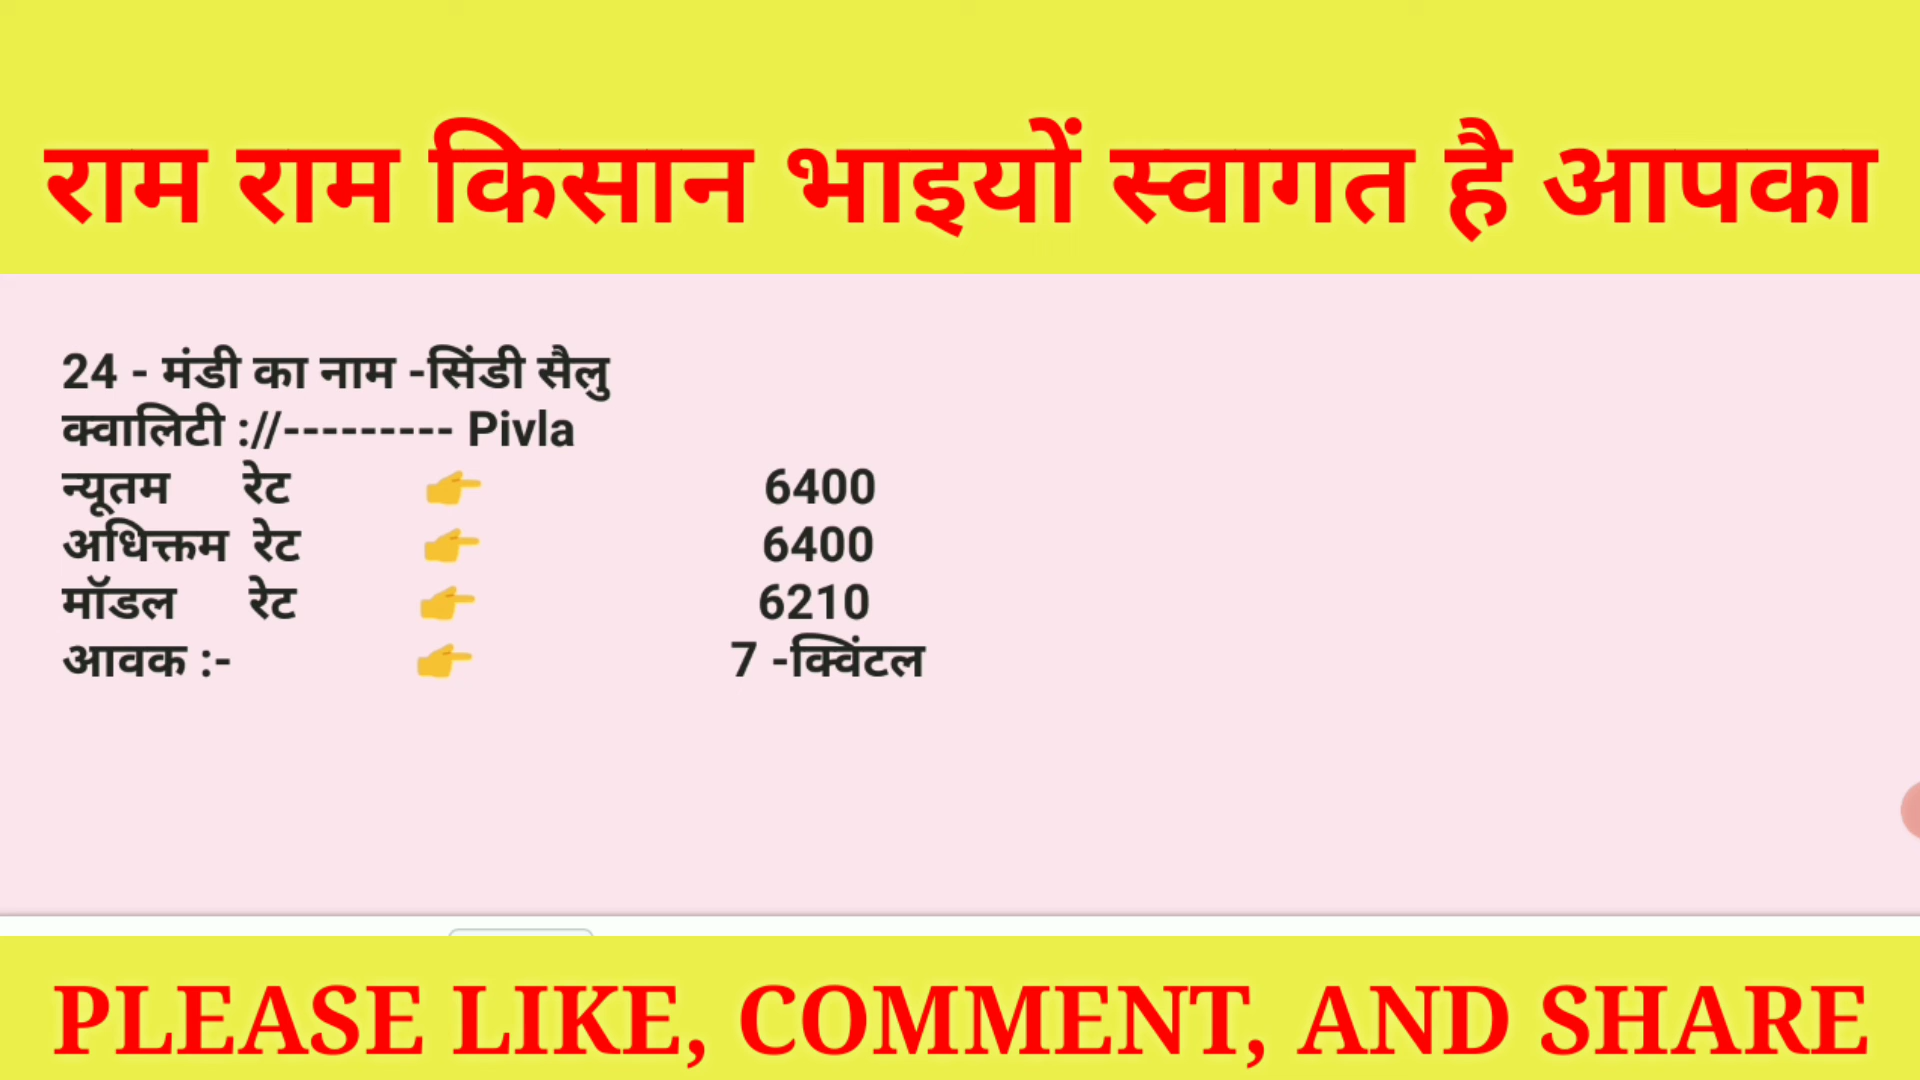 राम राम किसान भाइयों स्वागत है आपका
24 - मंडी का नाम -सिंडी सैलु
क्वालिटी ://--------- Pivla
न्यूतम रेट 👉 6400
अधिक्तम रेट 👉 6400
मॉडल रेट 👉 6210
आवक :- 👉 7 -क्विंटल
PLEASE LIKE, COMMENT, AND SHARE